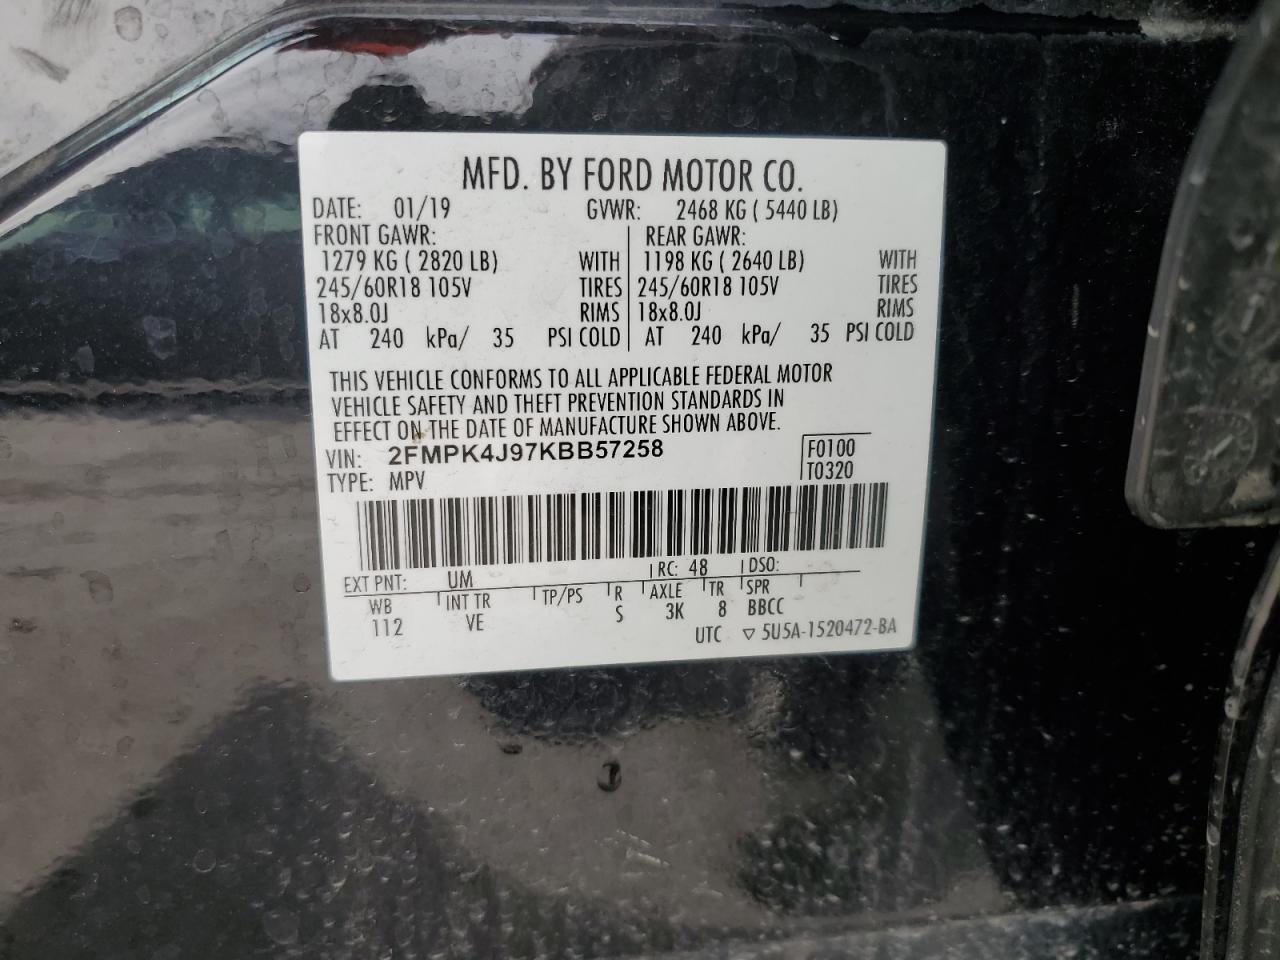 MFD. BY FORD MOTOR CO.
DATE: 01/19 GVWR: 2468 KG ( 5440 LB)
FRONT GAWR: REAR GAWR:
1279 KG ( 2820 LB) WITH 1198 KG ( 2640 LB) WITH
245/60R18 105V TIRES 245/60R18 105V TIRES
18x8.0J RIMS 18x8.0J RIMS
AT 240 kPa/ 35 PSI COLD AT 240 kPa/ 35 PSI COLD
THIS VEHICLE CONFORMS TO ALL APPLICABLE FEDERAL MOTOR
VEHICLE SAFETY AND THEFT PREVENTION STANDARDS IN
EFFECT ON THE DATE OF MANUFACTURE SHOWN ABOVE.
VIN: 2FMPK4J97KBB57258 F0100
TYPE: MPV T0320
EXT PNT: UM RC: 48 DSO:
WB INT TR TP/PS R AXLE TR SPR
112 VE S 3K 8 BBCC
UTC ▽ 5U5A-1520472-BA